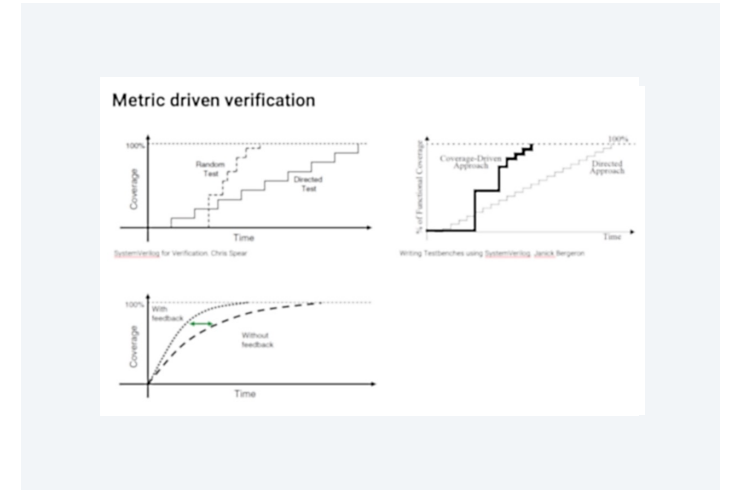 Metric driven verification
100%
Random
Test
Directed
Test
Coverage
Time
SystemVerilog for Verification: Chris Spear
100%
Coverage-Driven
Approach
Directed
Approach
% of Functional Coverage
Time
Writing Testbenches using SystemVerilog, Janick Bergeron
100%
With
feedback
Without
feedback
Coverage
Time